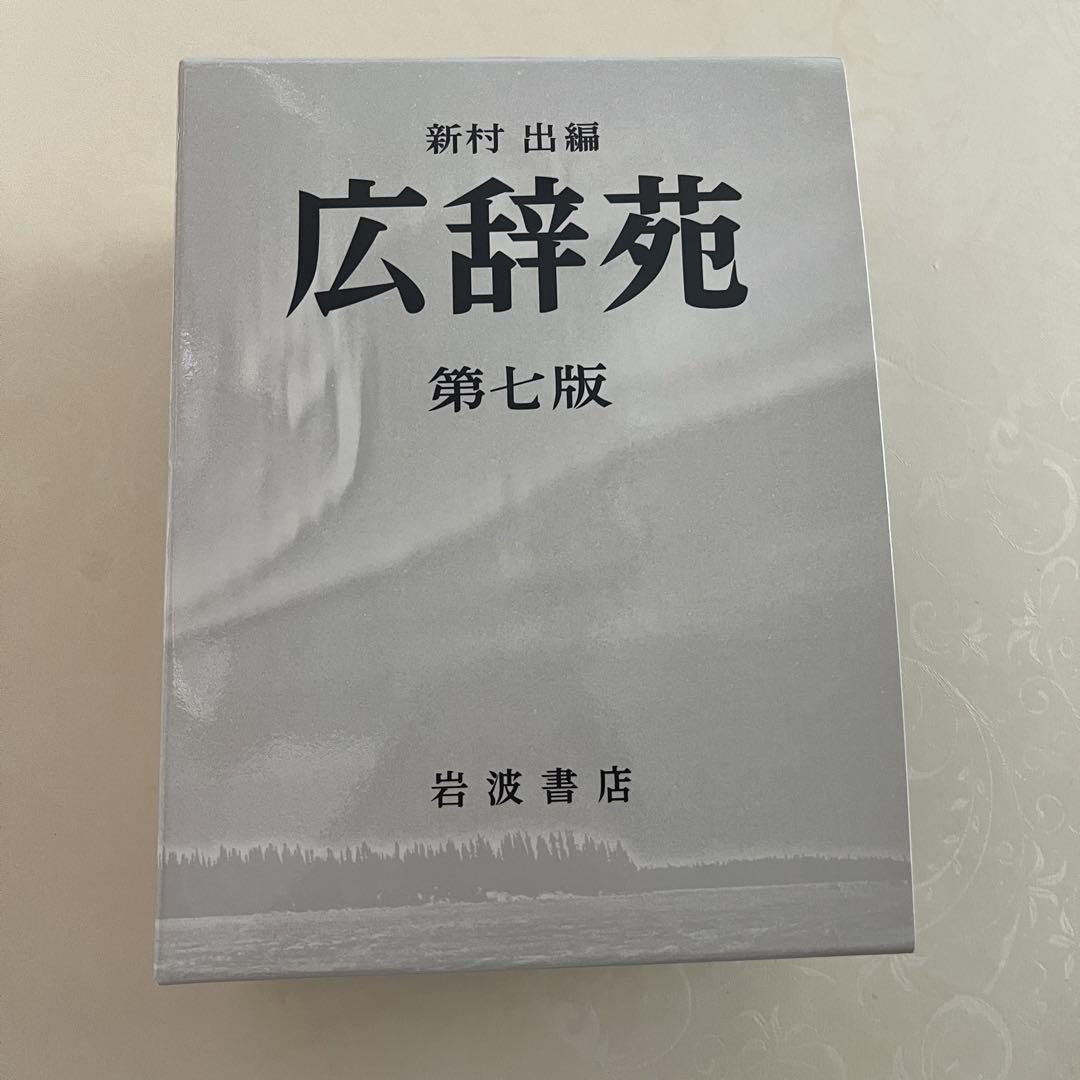 新村 出編
広辞苑
第七版
岩波書店